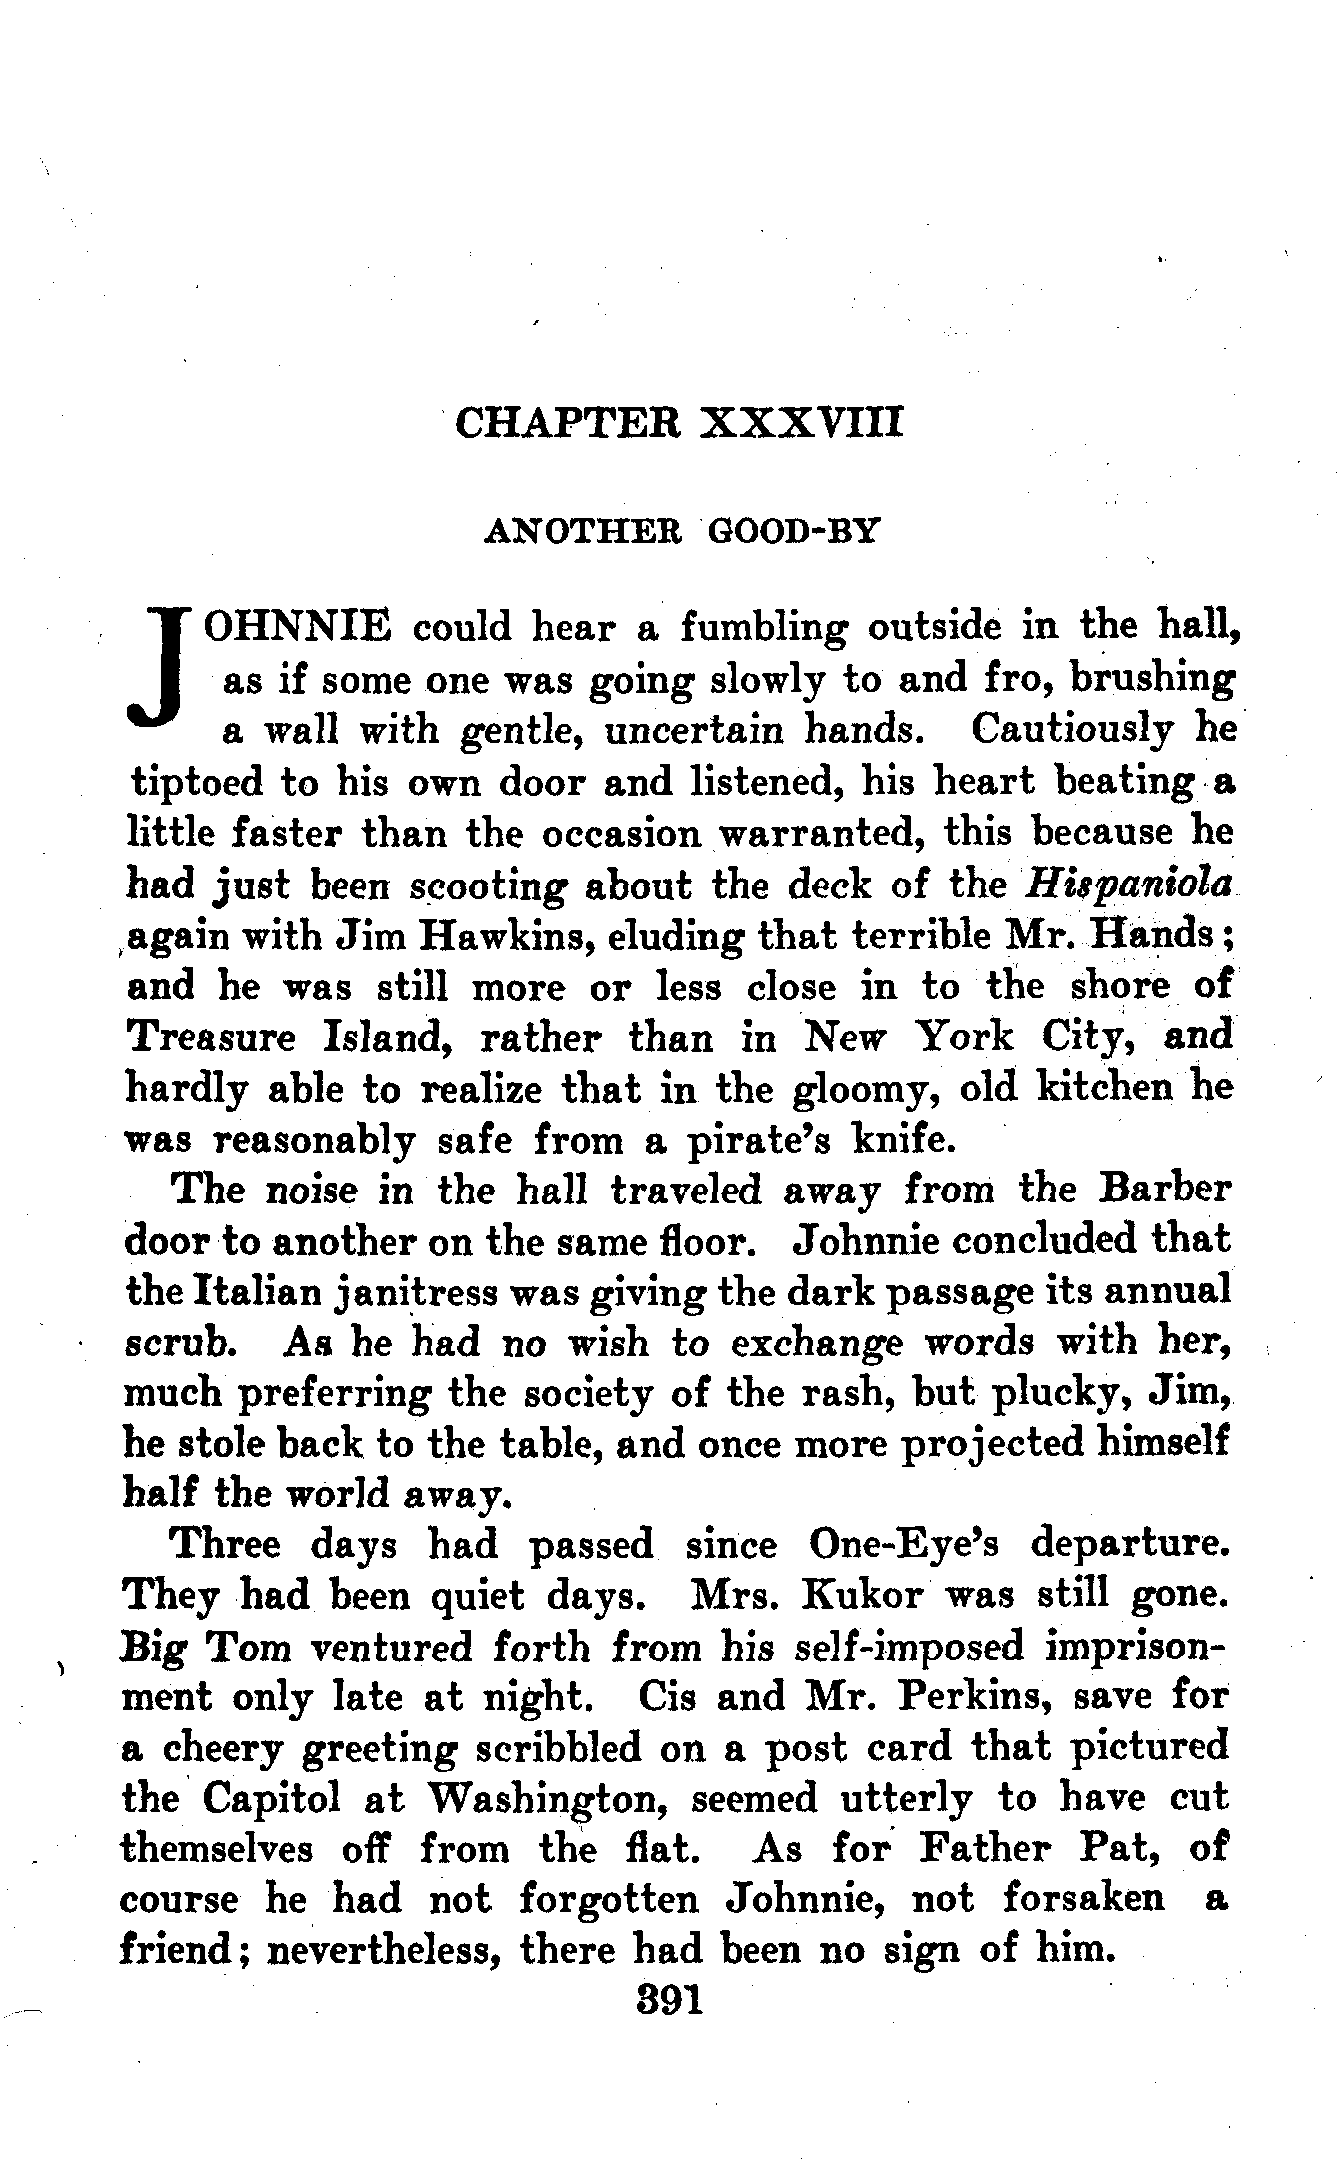 CHAPTER XXXVIII
ANOTHER GOOD-BY
JOHNNIE could hear a fumbling outside in the hall,
as if some one was going slowly to and fro, brushing
a wall with gentle, uncertain hands. Cautiously he
tiptoed to his own door and listened, his heart beating a
little faster than the occasion warranted, this because he
had just been scooting about the deck of the Hispaniola
again with Jim Hawkins, eluding that terrible Mr. Hands;
and he was still more or less close in to the shore of
Treasure Island, rather than in New York City, and
hardly able to realize that in the gloomy, old kitchen he
was reasonably safe from a pirate's knife.
The noise in the hall traveled away from the Barber
door to another on the same floor. Johnnie concluded that
the Italian janitress was giving the dark passage its annual
scrub. As he had no wish to exchange words with her,
much preferring the society of the rash, but plucky, Jim,
he stole back to the table, and once more projected himself
half the world away.
Three days had passed since One-Eye's departure.
They had been quiet days. Mrs. Kukor was still gone.
Big Tom ventured forth from his self-imposed imprison-
ment only late at night. Cis and Mr. Perkins, save for
a cheery greeting scribbled on a post card that pictured
the Capitol at Washington, seemed utterly to have cut
themselves off from the flat. As for Father Pat, of
course he had not forgotten Johnnie, not forsaken a
friend; nevertheless, there had been no sign of him.
391